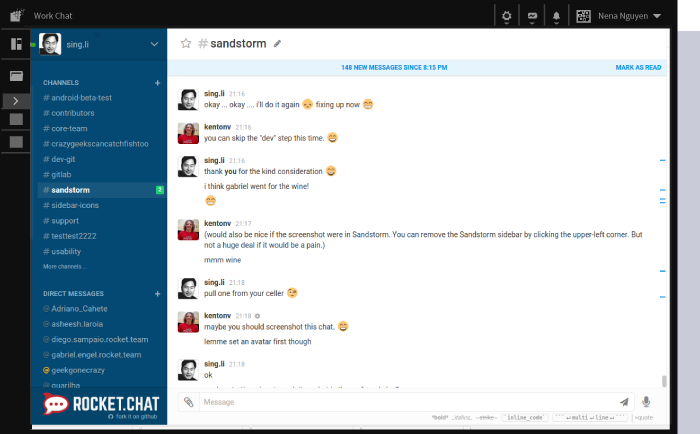 Work Chat
Nena Nguyen
sing.li
# sandstorm
148 NEW MESSAGES SINCE 8:15 PM
MARK AS READ
CHANNELS +
# android-beta-test
# contributors
# core-team
# crazygeekscancatchfishtoo
# dev-git
# gitlab
# sandstorm 2
# sidebar-icons
# support
# testtest2222
# usability
More channels...
DIRECT MESSAGES +
@ Adriano_Cahete
@ asheesh.laroia
@ diego.sampaio.rocket.team
@ gabriel.engel.rocket.team
geekgonecrazy
@ guarilha
ROCKET.CHAT
fork it on github
sing.li 21:16
okay ... okay .... i'll do it again 😞 fixing up now 😁
kentonv 21:16
you can skip the "dev" step this time. 😄
sing.li 21:16
thank you for the kind consideration 😄
i think gabriel went for the wine!
😁
kentonv 21:17
(would also be nice if the screenshot were in Sandstorm. You can remove the Sandstorm sidebar by clicking the upper-left corner. But
not a huge deal if it would be a pain.)
mmm wine
sing.li 21:18
pull one from your celler 😉
kentonv 21:18
maybe you should screenshot this chat. 😄
lemme set an avatar first though
sing.li 21:18
ok
Message
*bold* _italics_ ~strike~ `inline_code` ```↵multi↵line↵``` >quote